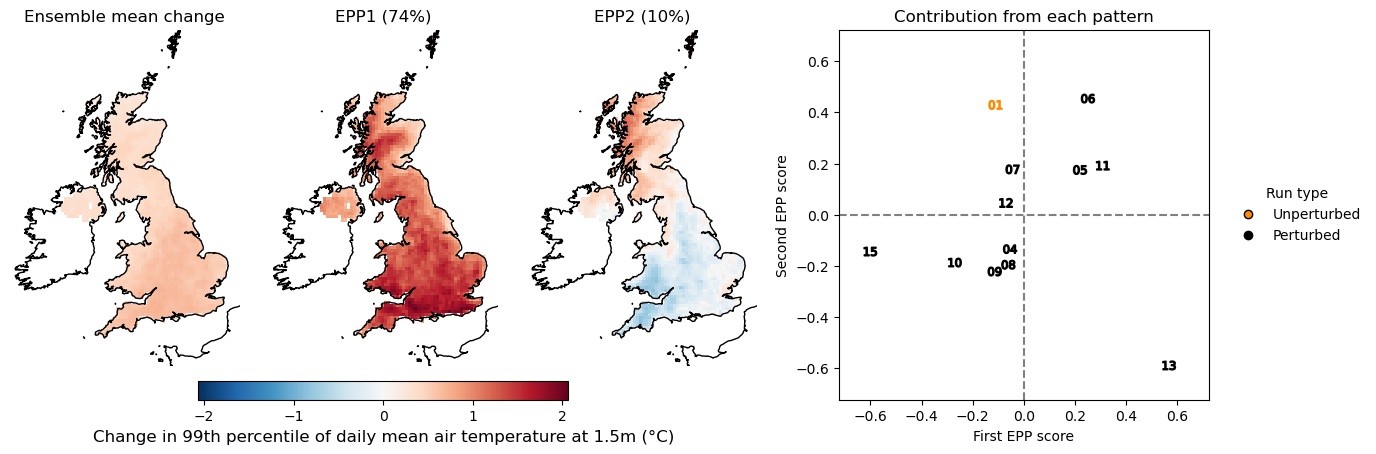 Ensemble mean change
EPP1 (74%)
EPP2 (10%)
−2 −1 0 1 2
Change in 99th percentile of daily mean air temperature at 1.5m (°C)
Contribution from each pattern
Second EPP score
0.6
0.4
0.2
0.0
−0.2
−0.4
−0.6
01
06
07
05
11
12
04
15
10
08
09
13
−0.6 −0.4 −0.2 0.0 0.2 0.4 0.6
First EPP score
Run type
Unperturbed
Perturbed